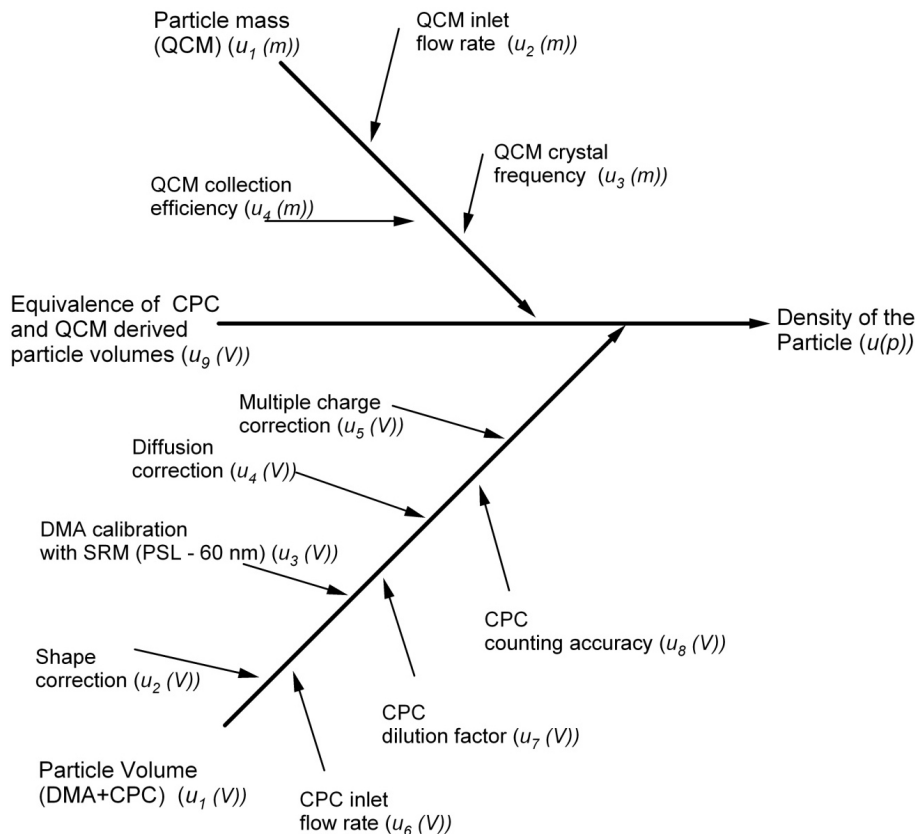 Particle mass
(QCM) (u1 (m))
QCM inlet
flow rate (u2 (m))
QCM crystal
frequency (u3 (m))
QCM collection
efficiency (u4 (m))
Equivalence of CPC
and QCM derived
particle volumes (u9 (V))
Density of the
Particle (u(p))
Multiple charge
correction (u5 (V))
Diffusion
correction (u4 (V))
DMA calibration
with SRM (PSL - 60 nm) (u3 (V))
CPC
counting accuracy (u8 (V))
Shape
correction (u2 (V))
CPC
dilution factor (u7 (V))
Particle Volume
(DMA+CPC) (u1 (V))
CPC inlet
flow rate (u6 (V))